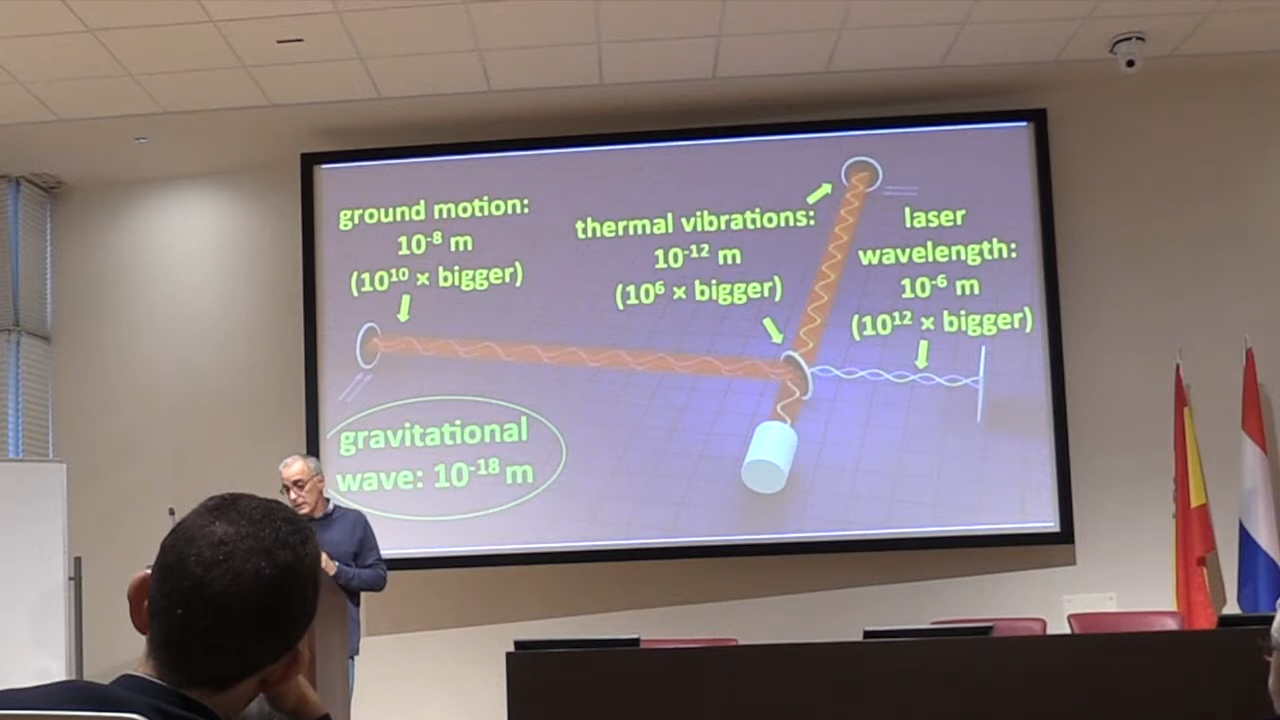 ground motion:
10⁻⁸ m
(10¹⁰ × bigger)
thermal vibrations:
10⁻¹² m
(10⁶ × bigger)
laser
wavelength:
10⁻⁶ m
(10¹² × bigger)
gravitational
wave: 10⁻¹⁸ m